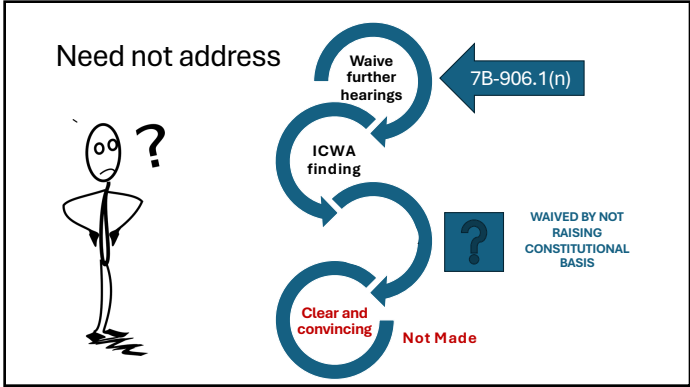 Need not address
?
Waive
further
hearings
7B-906.1(n)
ICWA
finding
?
WAIVED BY NOT
RAISING
CONSTITUTIONAL
BASIS
Clear and
convincing
Not Made